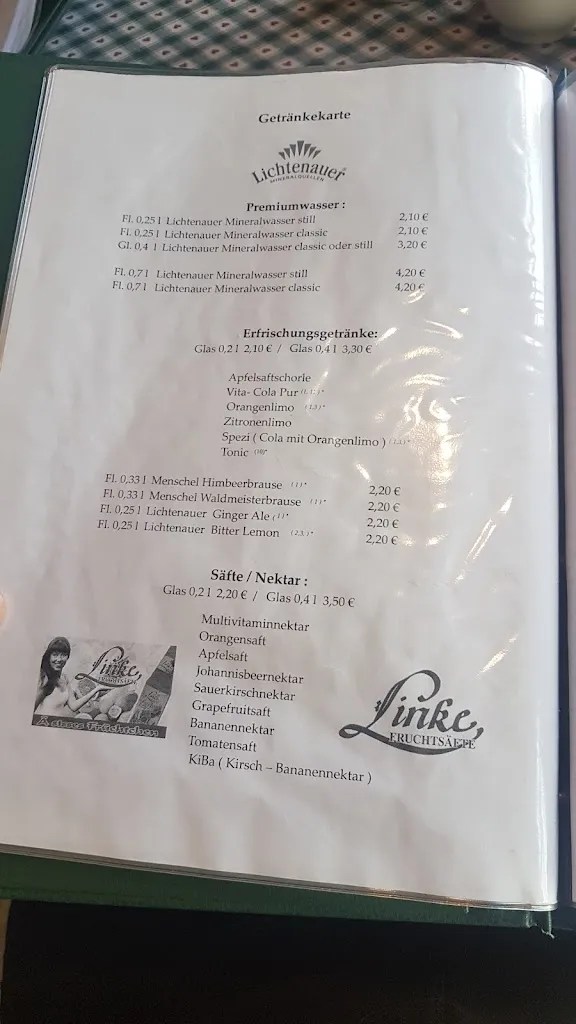 Getränkekarte
Lichtenauer
MINERALQUELLEN
Premiumwasser :
Fl. 0,25 l Lichtenauer Mineralwasser still 2,10 €
Fl. 0,25 l Lichtenauer Mineralwasser classic 2,10 €
Gl. 0,4 l Lichtenauer Mineralwasser classic oder still 3,20 €
Fl. 0,7 l Lichtenauer Mineralwasser still 4,20 €
Fl. 0,7 l Lichtenauer Mineralwasser classic 4,20 €
Erfrischungsgetränke:
Glas 0,2 l 2,10 € / Glas 0,4 l 3,30 €
Apfelsaftschorle
Vita- Cola Pur
Orangenlimo
Zitronenlimo
Spezi ( Cola mit Orangenlimo )
Tonic (10)*
Fl. 0,33 l Menschel Himbeerbrause ( 1 ) * 2,20 €
Fl. 0,33 l Menschel Waldmeisterbrause ( 1 ) * 2,20 €
Fl. 0,25 l Lichtenauer Ginger Ale ( 1 ) * 2,20 €
Fl. 0,25 l Lichtenauer Bitter Lemon ( 2,3, ) * 2,20 €
Säfte / Nektar :
Glas 0,2 l 2,20 € / Glas 0,4 l 3,50 €
Multivitaminnektar
Orangensaft
Apfelsaft
Johannisbeernektar
Sauerkirschnektar
Grapefruitsaft
Bananennektar
Tomatensaft
KiBa ( Kirsch – Bananennektar )
Linke,
FRUCHTSÄFTE
Linke,
FRUCHTSÄFTE